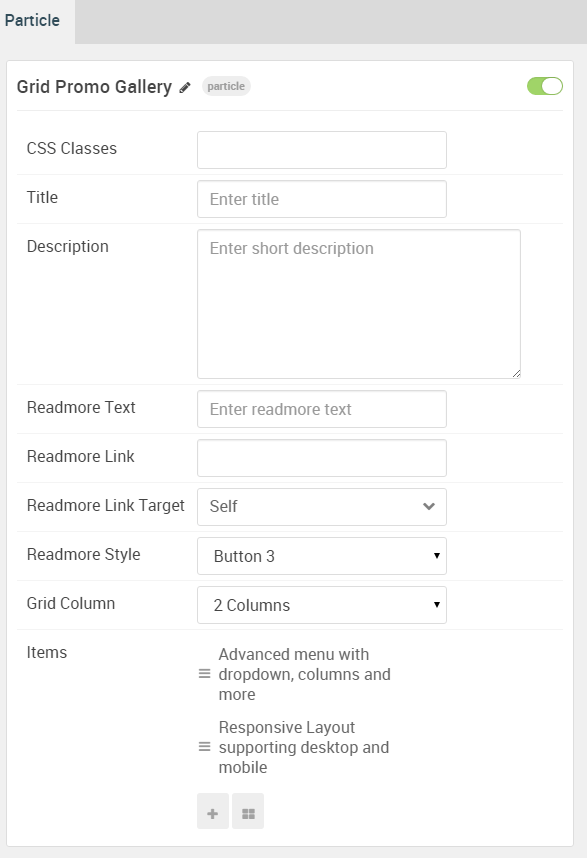 Particle
Grid Promo Gallery particle
CSS Classes
Title Enter title
Description Enter short description
Readmore Text Enter readmore text
Readmore Link
Readmore Link Target Self
Readmore Style Button 3
Grid Column 2 Columns
Items
Advanced menu with
dropdown, columns and
more
Responsive Layout
supporting desktop and
mobile